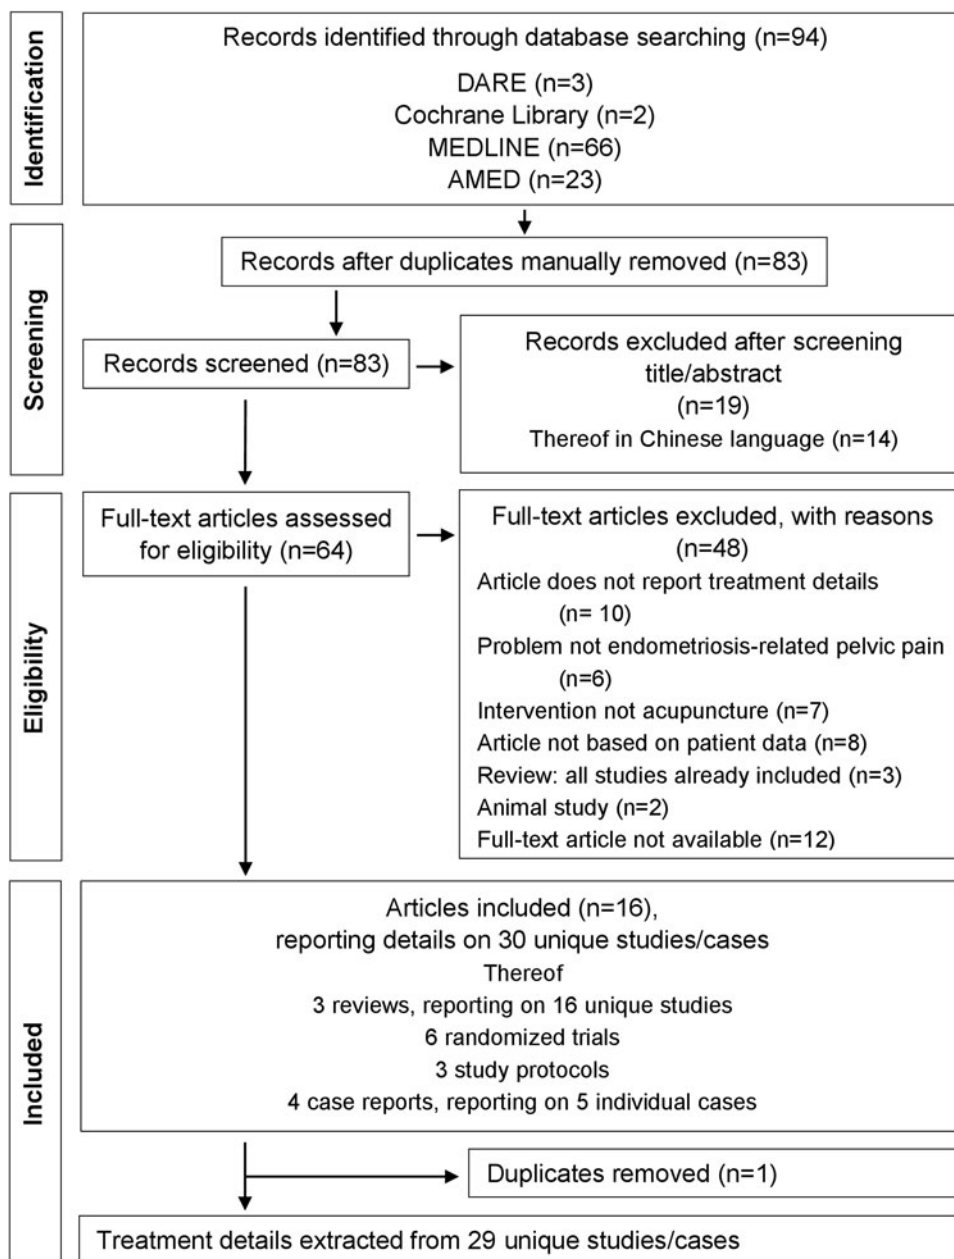 Identification
Records identified through database searching (n=94)
DARE (n=3)
Cochrane Library (n=2)
MEDLINE (n=66)
AMED (n=23)
Screening
Records after duplicates manually removed (n=83)
Records screened (n=83)
Records excluded after screening
title/abstract
(n=19)
Thereof in Chinese language (n=14)
Eligibility
Full-text articles assessed
for eligibility (n=64)
Full-text articles excluded, with reasons
(n=48)
Article does not report treatment details
(n= 10)
Problem not endometriosis-related pelvic pain
(n=6)
Intervention not acupuncture (n=7)
Article not based on patient data (n=8)
Review: all studies already included (n=3)
Animal study (n=2)
Full-text article not available (n=12)
Included
Articles included (n=16),
reporting details on 30 unique studies/cases
Thereof
3 reviews, reporting on 16 unique studies
6 randomized trials
3 study protocols
4 case reports, reporting on 5 individual cases
Duplicates removed (n=1)
Treatment details extracted from 29 unique studies/cases